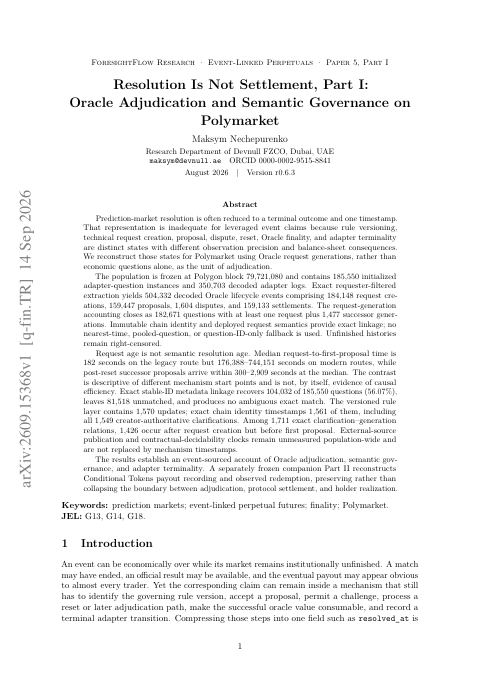 FORESIGHTFLOW RESEARCH · EVENT-LINKED PERPETUALS · PAPER 5, PART I
Resolution Is Not Settlement, Part I:
Oracle Adjudication and Semantic Governance on
Polymarket
Maksym Nechepurenko
Research Department of Devnull FZCO, Dubai, UAE
maksym@devnull.ae ORCID 0000-0002-9515-8841
August 2026 | Version r0.6.3
Abstract
Prediction-market resolution is often reduced to a terminal outcome and one timestamp.
That representation is inadequate for leveraged event claims because rule versioning,
technical request creation, proposal, dispute, reset, Oracle finality, and adapter terminality
are distinct states with different observation precision and balance-sheet consequences.
We reconstruct those states for Polymarket using Oracle request generations, rather than
economic questions alone, as the unit of adjudication.
The population is frozen at Polygon block 79,721,080 and contains 185,550 initialized
adapter-question instances and 350,703 decoded adapter logs. Exact requester-filtered
extraction yields 504,332 decoded Oracle lifecycle events comprising 184,148 request cre-
ations, 159,447 proposals, 1,604 disputes, and 159,133 settlements. The request-generation
accounting closes as 182,671 questions with at least one request plus 1,477 successor gener-
ations. Immutable chain identity and deployed request semantics provide exact linkage; no
nearest-time, pooled-question, or question-ID-only fallback is used. Unfinished histories
remain right-censored.
Request age is not semantic resolution age. Median request-to-first-proposal time is
182 seconds on the legacy route but 176,388–744,151 seconds on modern routes, while
post-reset successor proposals arrive within 300–2,909 seconds at the median. The contrast
is descriptive of different mechanism start points and is not, by itself, evidence of causal
efficiency. Exact stable-ID metadata linkage recovers 104,032 of 185,550 questions (56.07%),
leaves 81,518 unmatched, and produces no ambiguous exact match. The versioned rule
layer contains 1,570 updates; exact chain identity timestamps 1,561 of them, including
all 1,549 creator-authoritative clarifications. Among 1,711 exact clarification–generation
relations, 1,426 occur after request creation but before first proposal. External-source
publication and contractual-decidability clocks remain unmeasured population-wide and
are not replaced by mechanism timestamps.
The results establish an event-sourced account of Oracle adjudication, semantic gov-
ernance, and adapter terminality. A separately frozen companion Part II reconstructs
Conditional Tokens payout recording and observed redemption, preserving rather than
collapsing the boundary between adjudication, protocol settlement, and holder realization.
Keywords: prediction markets; event-linked perpetual futures; finality; Polymarket.
JEL: G13, G14, G18.
1 Introduction
An event can be economically over while its market remains institutionally unfinished. A match
may have ended, an official result may be available, and the eventual payout may appear obvious
to almost every trader. Yet the corresponding claim can remain inside a mechanism that still
has to identify the governing rule version, accept a proposal, permit a challenge, process a
reset or later adjudication path, make the successful oracle value consumable, and record a
terminal adapter transition. Compressing those steps into one field such as resolved_at is
1
arXiv:2609.15368v1 [q-fin.TR] 14 Sep 2026